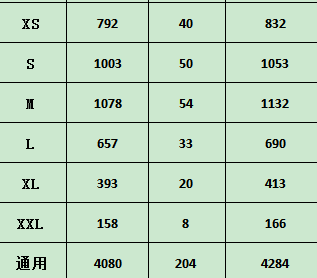 XS 792 40 832
S 1003 50 1053
M 1078 54 1132
L 657 33 690
XL 393 20 413
XXL 158 8 166
通用 4080 204 4284